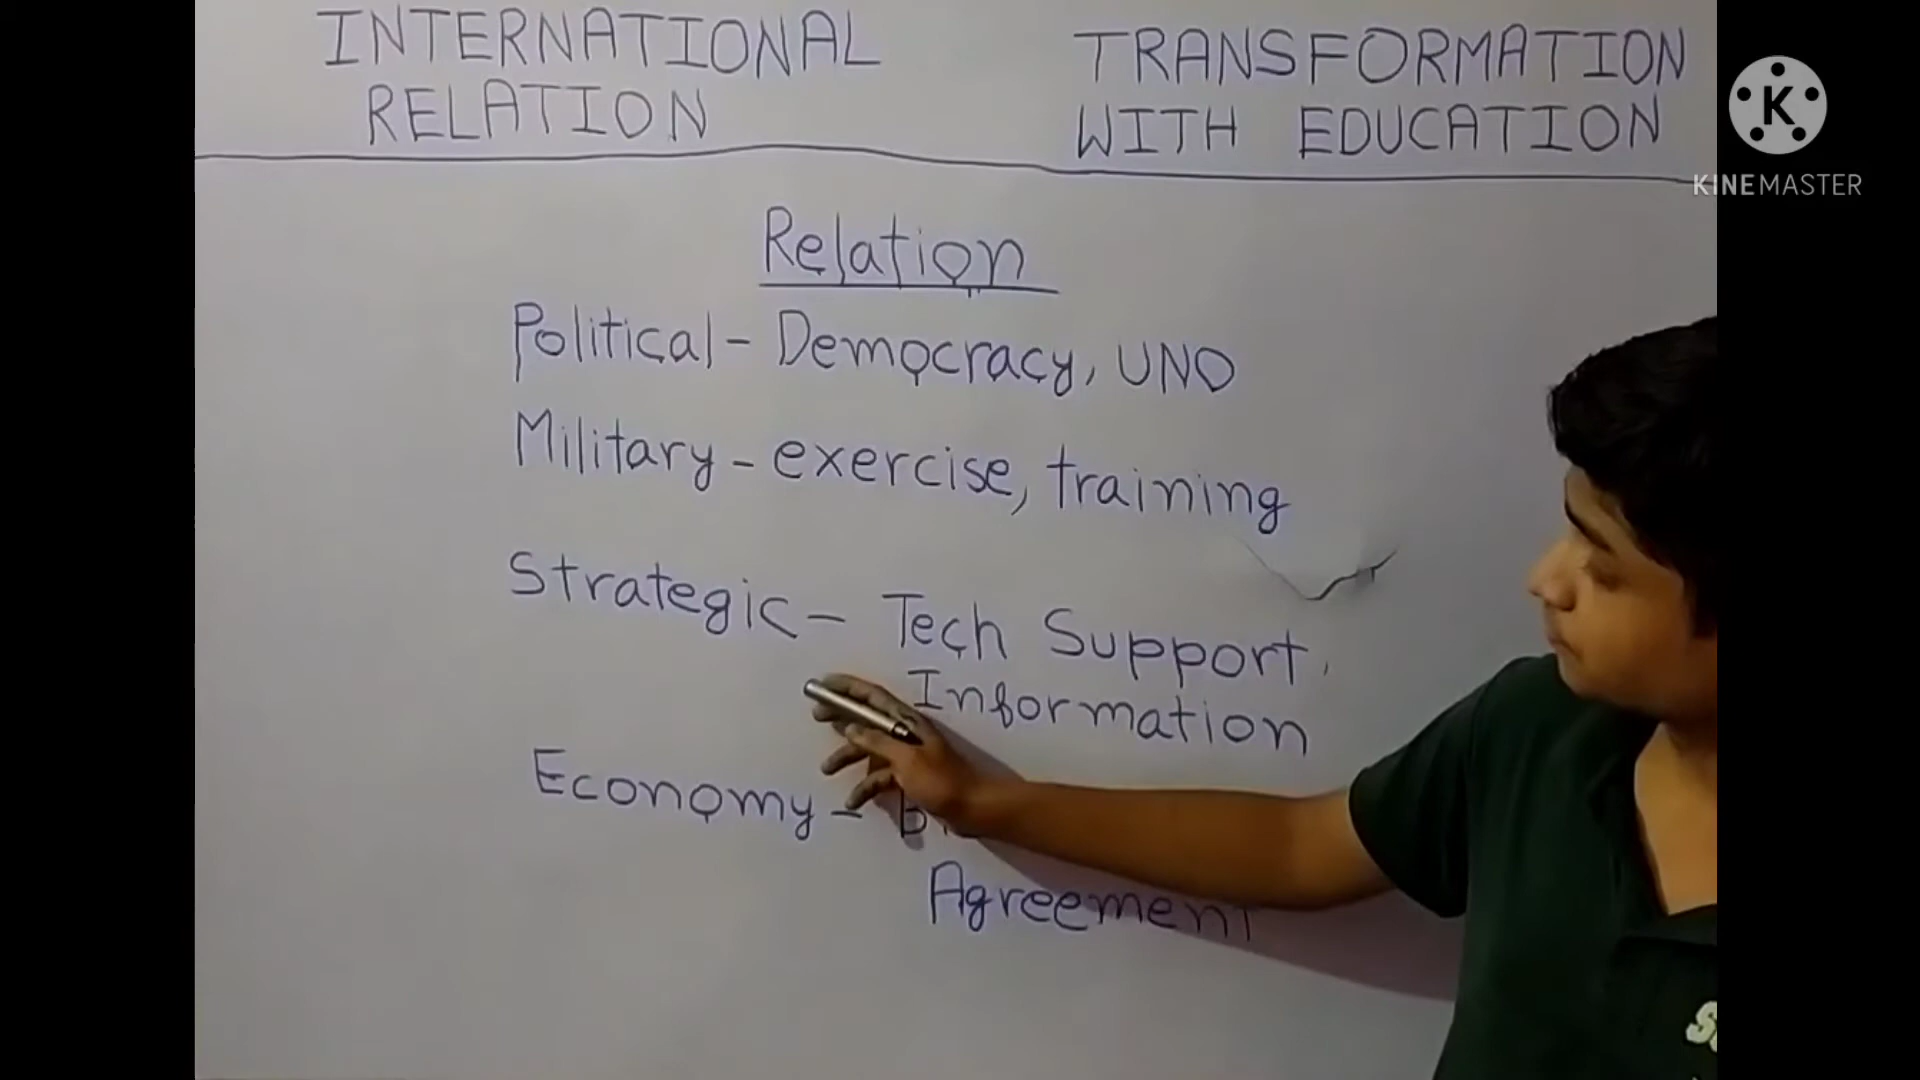 INTERNATIONAL
RELATION
TRANSFORMATION
WITH EDUCATION
KINEMASTER
Relation
Political - Democracy, UNO
Military - exercise, training
Strategic - Tech Support,
Information
Economy -
Agreement